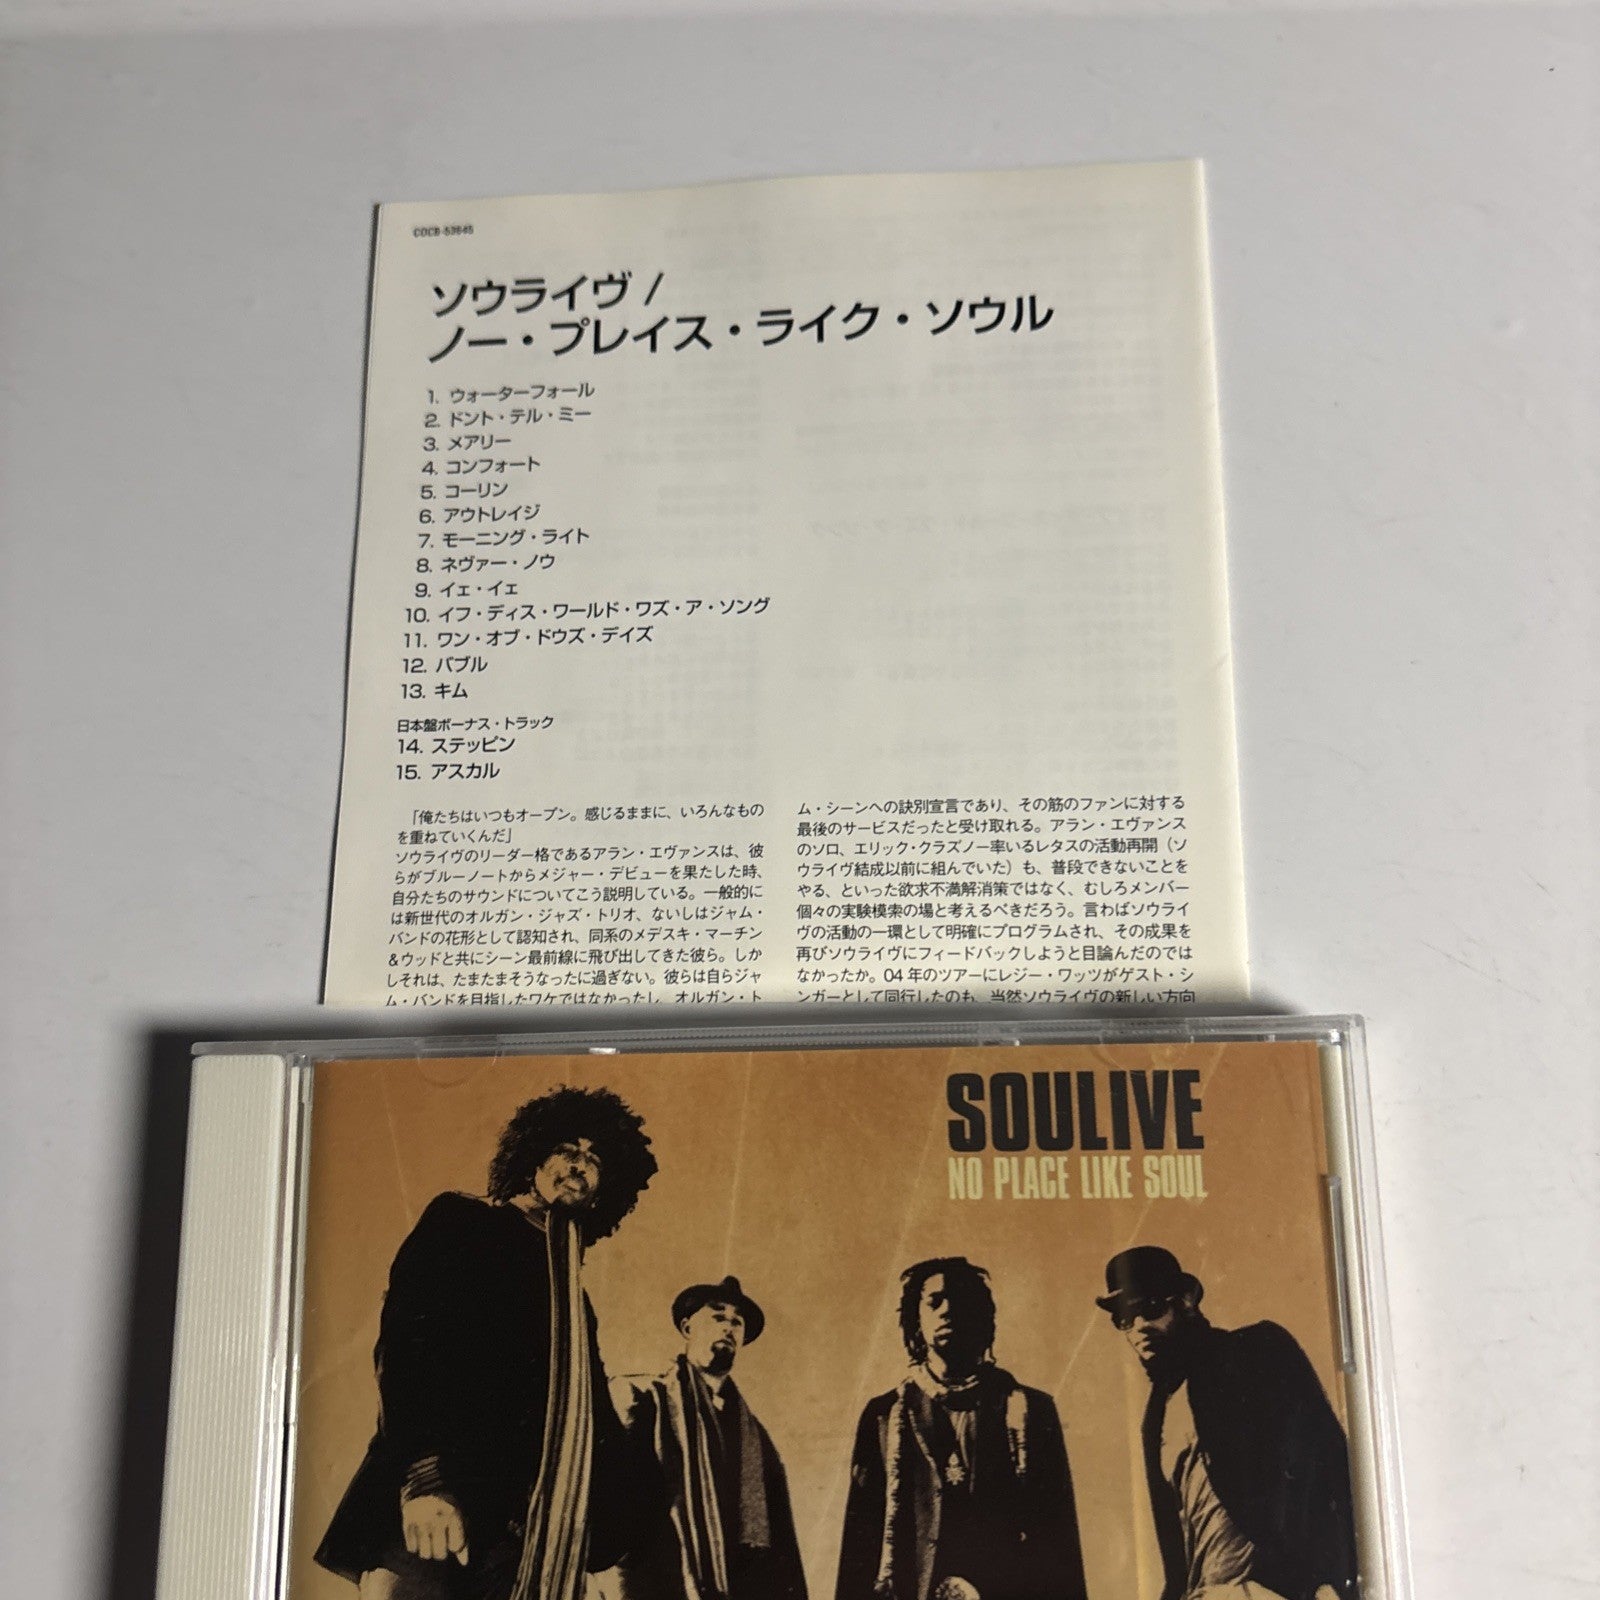 COCB-53645
ソウライヴ /
ノー・プレイス・ライク・ソウル
1. ウォーターフォール
2. ドント・テル・ミー
3. メアリー
4. コンフォート
5. コーリン
6. アウトレイジ
7. モーニング・ライト
8. ネヴァー・ノウ
9. イェ・イェ
10. イフ・ディス・ワールド・ワズ・ア・ソング
11. ワン・オブ・ドウズ・デイズ
12. バブル
13. キム
日本盤ボーナス・トラック
14. ステッピン
15. アスカル
「俺たちはいつもオープン。感じるままに、いろんなもの
を重ねていくんだ」
ソウライヴのリーダー格であるアラン・エヴァンスは、彼
らがブルーノートからメジャー・デビューを果たした時、
自分たちのサウンドについてこう説明している。一般的に
は新世代のオルガン・ジャズ・トリオ、ないしはジャム・
バンドの花形として認知され、同系のメデスキ・マーチン
&ウッドと共にシーン最前線に飛び出してきた彼ら。しか
しそれは、たまたまそうなったに過ぎない。彼らは自らジャ
ム・バンドを目指したワケではなかったし、オルガン・ト
ム・シーンへの訣別宣言であり、その筋のファンに対する
最後のサービスだったと受け取れる。アラン・エヴァンス
のソロ、エリック・クラズノー率いるレタスの活動再開（ソ
ウライヴ結成以前に組んでいた）も、普段できないことを
やる、といった欲求不満解消策ではなく、むしろメンバー
個々の実験模索の場と考えるべきだろう。言わばソウライ
ヴの活動の一環として明確にプログラムされ、その成果を
再びソウライヴにフィードバックしようと目論んだのでは
なかったか。04年のツアーにレジー・ワッツがゲスト・シ
ンガーとして同行したのも、当然ソウライヴの新しい方向
SOULIVE
NO PLACE LIKE SOUL